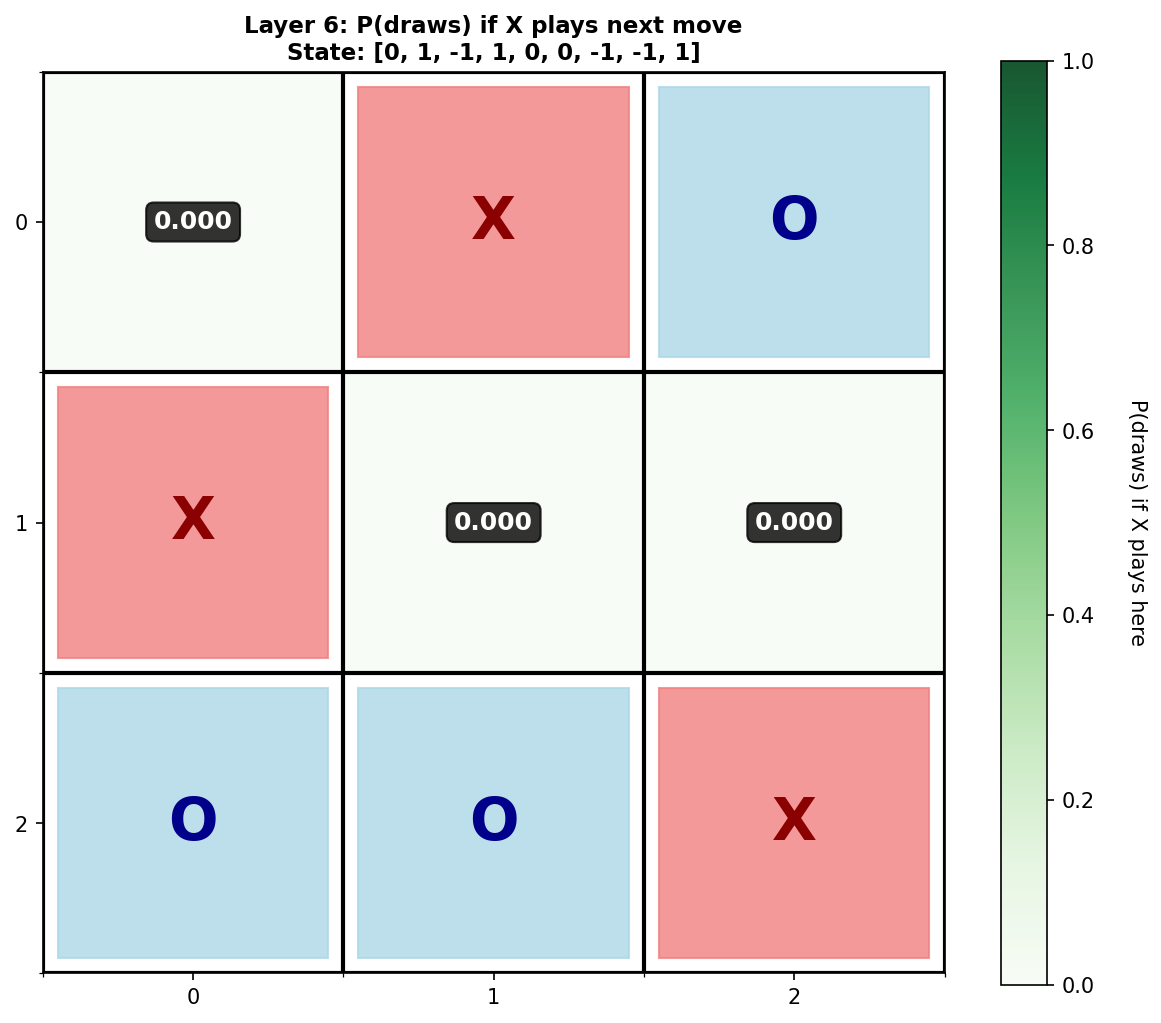 Layer 6: P(draws) if X plays next move
State: [0, 1, -1, 1, 0, 0, -1, -1, 1]
0
0.000
X
O
1
X
0.000
0.000
2
O
O
X
0
1
2
1.0
0.8
0.6
0.4
0.2
0.0
P(draws) if X plays here